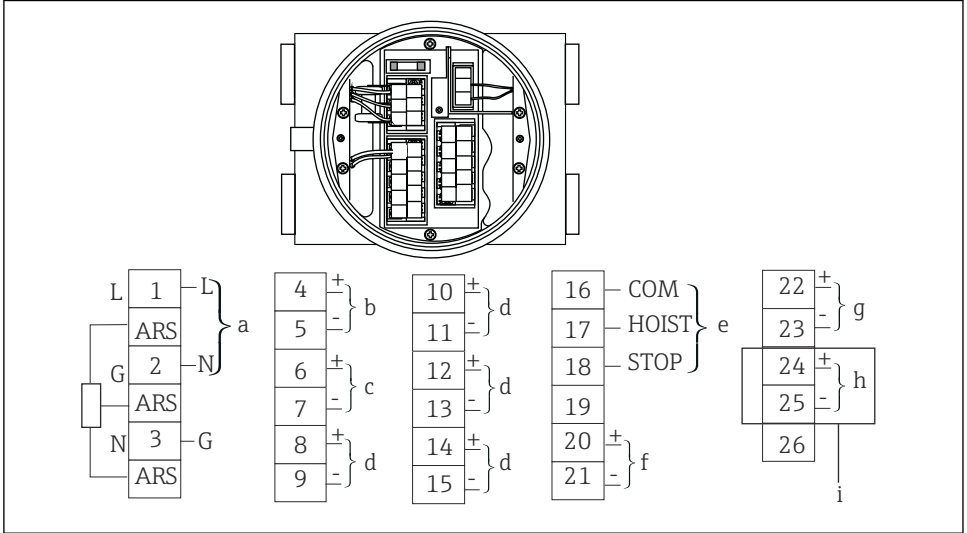 L 1 L
ARS
G 2 N
ARS
N 3 G
ARS
a
4 +
5 -
b
6 +
7 -
c
8 +
9 -
d
10 +
11 -
d
12 +
13 -
d
14 +
15 -
d
16 COM
17 HOIST
18 STOP
e
19
20 +
21 -
f
22 +
23 -
g
24 +
25 -
h
26
i